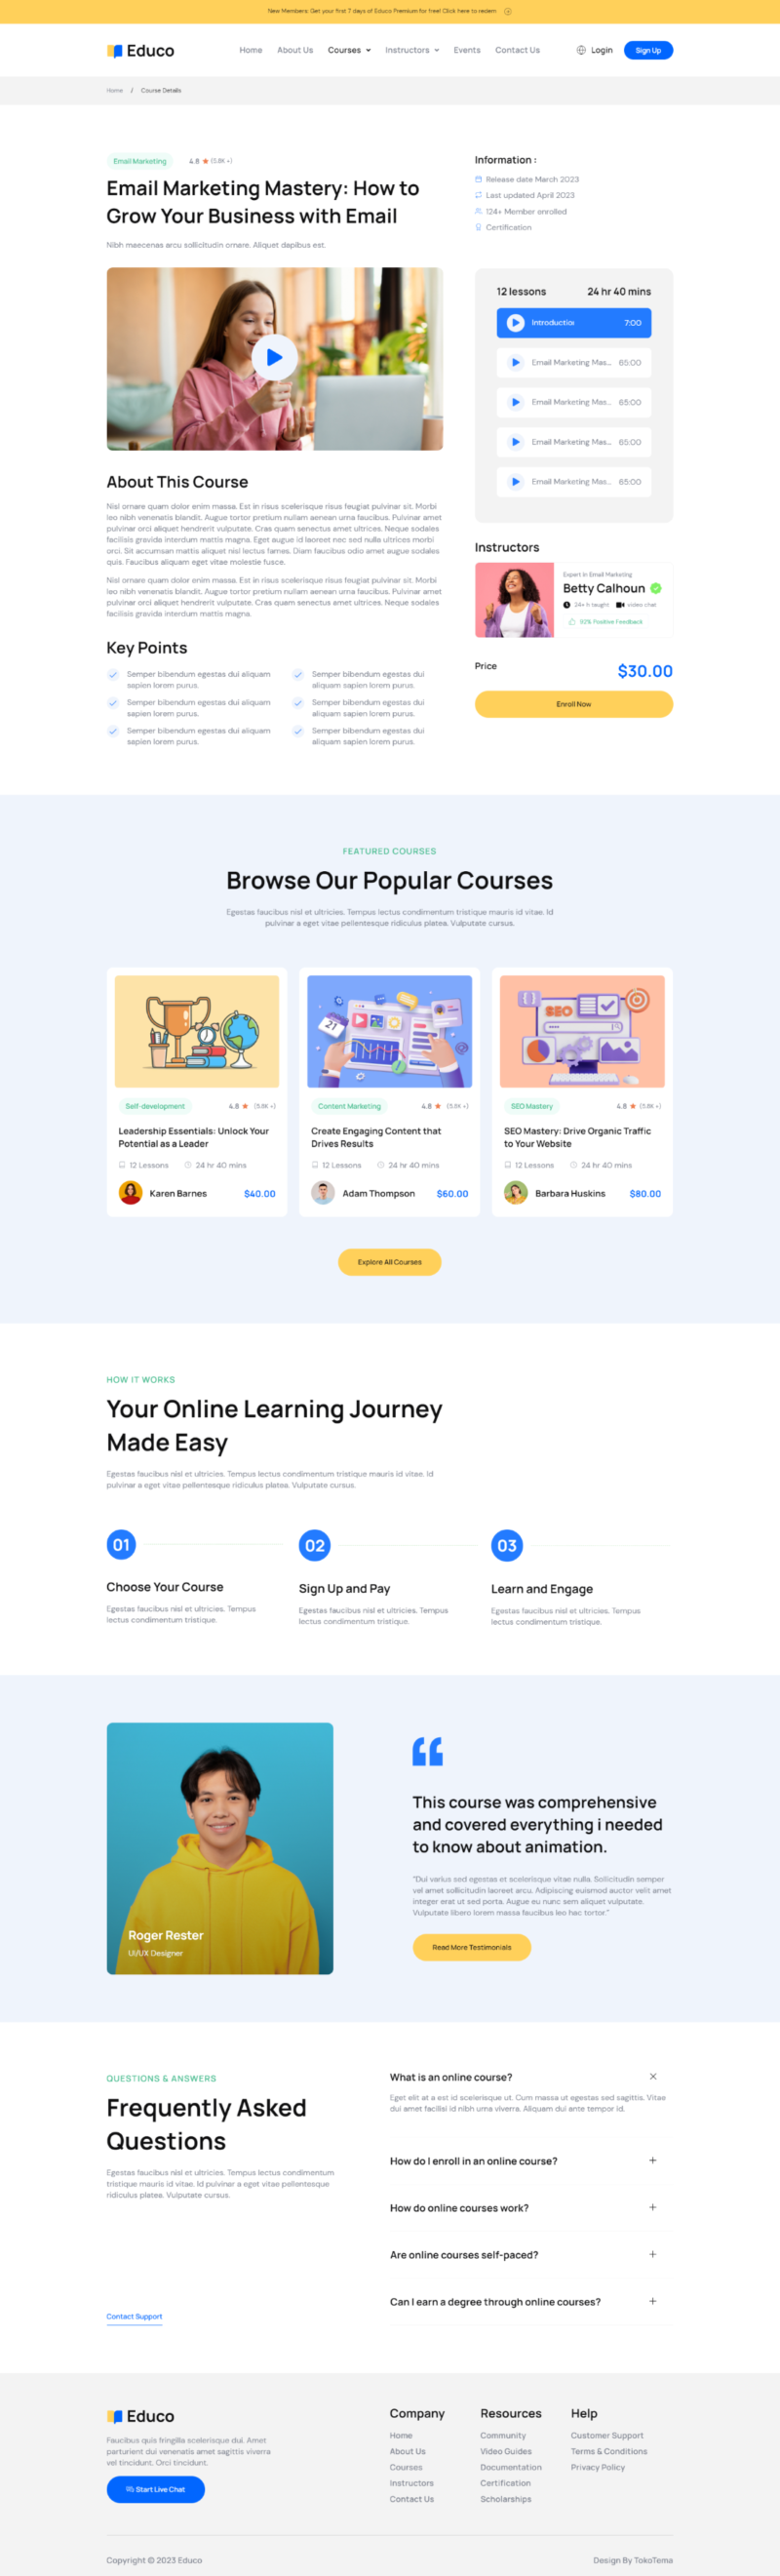 New Members: Get your first 7 days of Educo Premium for free! Click here to redem
Educo
Home
About Us
Courses
Instructors
Events
Contact Us
Login
Sign Up
Home / Course Details
Email Marketing
4.8 ★ (5.8K +)
Email Marketing Mastery: How to
Grow Your Business with Email
Nibh maecenas arcu sollicitudin ornare. Aliquet dapibus est.
Information :
Release date March 2023
Last updated April 2023
124+ Member enrolled
Certification
12 lessons
24 hr 40 mins
Introduction
7:00
Email Marketing Mas...
65:00
Email Marketing Mas...
65:00
Email Marketing Mas...
65:00
Email Marketing Mas...
65:00
About This Course
Nisl ornare quam dolor enim massa. Est in risus scelerisque risus feugiat pulvinar sit. Morbi
leo nibh venenatis blandit. Augue tortor pretium nullam aenean urna faucibus. Pulvinar amet
pulvinar orci aliquet hendrerit vulputate. Cras quam senectus amet ultrices. Neque sodales
facilisis gravida interdum mattis magna. Eget augue id laoreet nec sed nulla ultrices morbi
orci. Sit accumsan mattis aliquet nisl lectus fames. Diam faucibus odio amet augue sodales
quis. Faucibus aliquam eget vitae molestie fusce.
Nisl ornare quam dolor enim massa. Est in risus scelerisque risus feugiat pulvinar sit. Morbi
leo nibh venenatis blandit. Augue tortor pretium nullam aenean urna faucibus. Pulvinar amet
pulvinar orci aliquet hendrerit vulputate. Cras quam senectus amet ultrices. Neque sodales
facilisis gravida interdum mattis magna.
Key Points
Semper bibendum egestas dui aliquam
sapien lorem purus.
Semper bibendum egestas dui
aliquam sapien lorem purus.
Semper bibendum egestas dui aliquam
sapien lorem purus.
Semper bibendum egestas dui
aliquam sapien lorem purus.
Semper bibendum egestas dui aliquam
sapien lorem purus.
Semper bibendum egestas dui
aliquam sapien lorem purus.
Instructors
Expert in Email Marketing
Betty Calhoun
24+ h taught
video chat
92% Positive Feedback
Price
$30.00
Enroll Now
FEATURED COURSES
Browse Our Popular Courses
Egestas faucibus nisl et ultricies. Tempus lectus condimentum tristique mauris id vitae. Id
pulvinar a eget vitae pellentesque ridiculus platea. Vulputate cursus.
21
SEO
Self-development
4.8 ★ (5.8K +)
Leadership Essentials: Unlock Your
Potential as a Leader
12 Lessons
24 hr 40 mins
Karen Barnes
$40.00
Content Marketing
4.8 ★ (5.8K +)
Create Engaging Content that
Drives Results
12 Lessons
24 hr 40 mins
Adam Thompson
$60.00
SEO Mastery
4.8 ★ (5.8K +)
SEO Mastery: Drive Organic Traffic
to Your Website
12 Lessons
24 hr 40 mins
Barbara Huskins
$80.00
Explore All Courses
HOW IT WORKS
Your Online Learning Journey
Made Easy
Egestas faucibus nisl et ultricies. Tempus lectus condimentum tristique mauris id vitae. Id
pulvinar a eget vitae pellentesque ridiculus platea. Vulputate cursus.
01
Choose Your Course
Egestas faucibus nisl et ultricies. Tempus
lectus condimentum tristique.
02
Sign Up and Pay
Egestas faucibus nisl et ultricies. Tempus
lectus condimentum tristique.
03
Learn and Engage
Egestas faucibus nisl et ultricies. Tempus
lectus condimentum tristique.
Roger Rester
UI/UX Designer
“
This course was comprehensive
and covered everything i needed
to know about animation.
"Dui varius sed egestas et scelerisque vitae nulla. Sollicitudin semper
vel amet sollicitudin laoreet arcu. Adipiscing euismod auctor velit amet
integer erat ut sed porta. Augue eu nunc sem aliquet vulputate.
Vulputate libero lorem massa faucibus leo hac tortor."
Read More Testimonials
QUESTIONS & ANSWERS
Frequently Asked
Questions
Egestas faucibus nisl et ultricies. Tempus lectus condimentum
tristique mauris id vitae. Id pulvinar a eget vitae pellentesque
ridiculus platea. Vulputate cursus.
Contact Support
What is an online course?
Eget elit at a est id scelerisque ut. Cum massa ut egestas sed sagittis. Vitae
dui amet facilisi id nibh urna viverra. Aliquam dui ante tempor id.
How do I enroll in an online course?
How do online courses work?
Are online courses self-paced?
Can I earn a degree through online courses?
Educo
Faucibus quis fringilla scelerisque dui. Amet
parturient dui venenatis amet sagittis viverra
vel tincidunt. Orci tincidunt.
Start Live Chat
Company
Home
About Us
Courses
Instructors
Contact Us
Resources
Community
Video Guides
Documentation
Certification
Scholarships
Help
Customer Support
Terms & Conditions
Privacy Policy
Copyright © 2023 Educo
Design By TokoTema